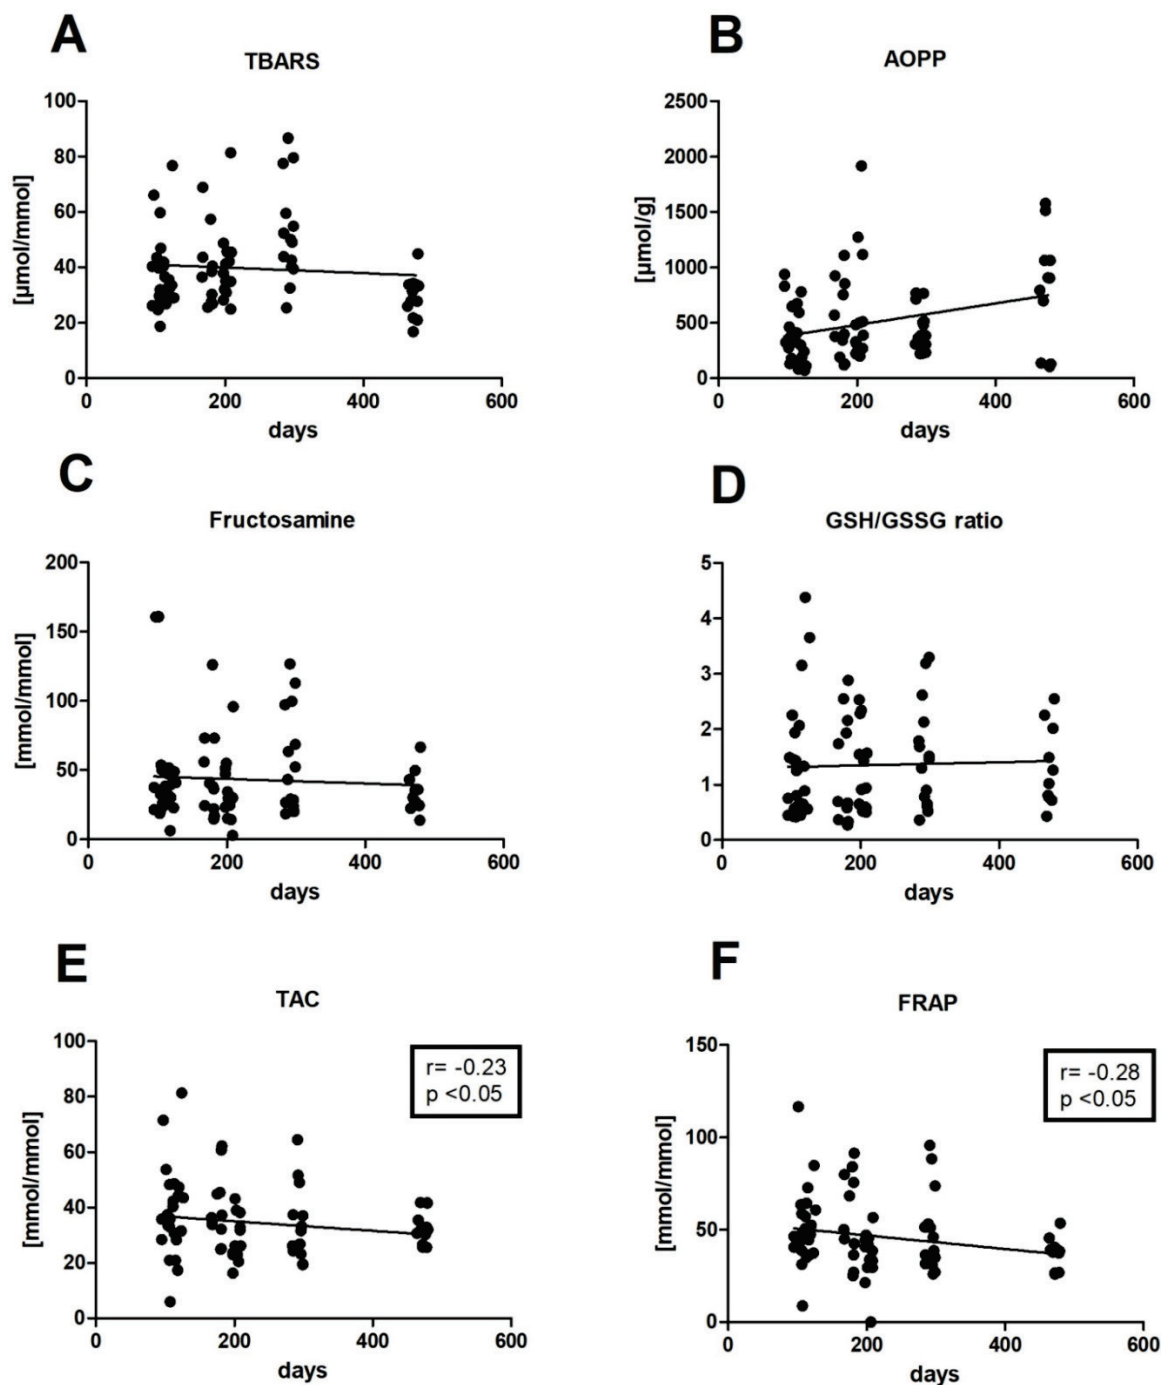 A
TBARS
[µmol/mmol]
100
80
60
40
20
0
0 200 400 600
days
B
AOPP
[µmol/g]
2500
2000
1500
1000
500
0
0 200 400 600
days
C
Fructosamine
[mmol/mmol]
200
150
100
50
0
0 200 400 600
days
D
GSH/GSSG ratio
5
4
3
2
1
0
0 200 400 600
days
E
TAC
[mmol/mmol]
100
80
60
40
20
0
0 200 400 600
days
r= -0.23
p <0.05
F
FRAP
[mmol/mmol]
150
100
50
0
0 200 400 600
days
r= -0.28
p <0.05